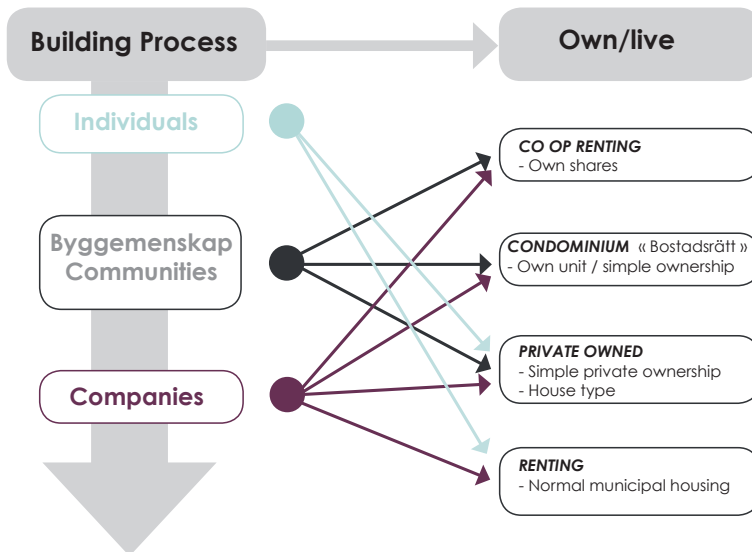 Building Process
Own/live
Individuals
Byggemenskap
Communities
Companies
CO OP RENTING
- Own shares
CONDOMINIUM « Bostadsrätt »
- Own unit / simple ownership
PRIVATE OWNED
- Simple private ownership
- House type
RENTING
- Normal municipal housing